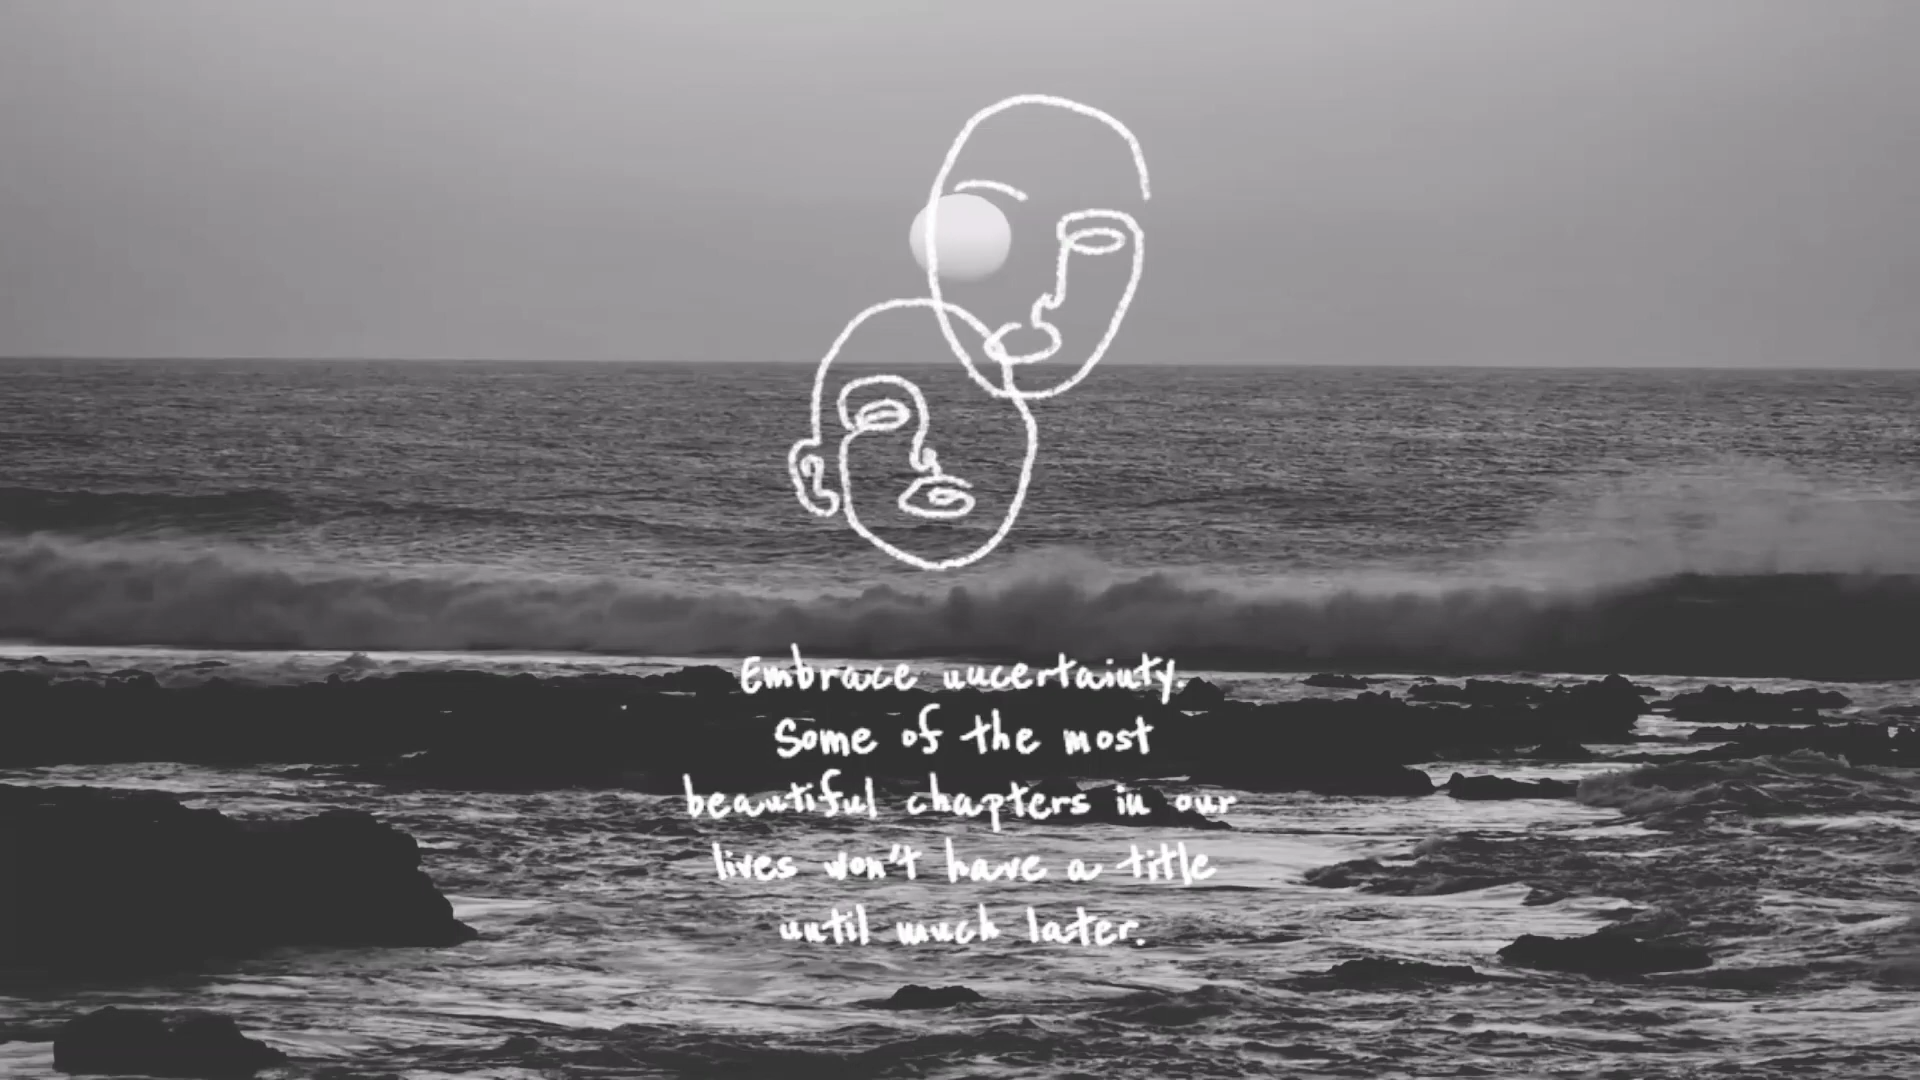 Embrace uncertainty.
Some of the most
beautiful chapters in our
lives won't have a title
until much later.